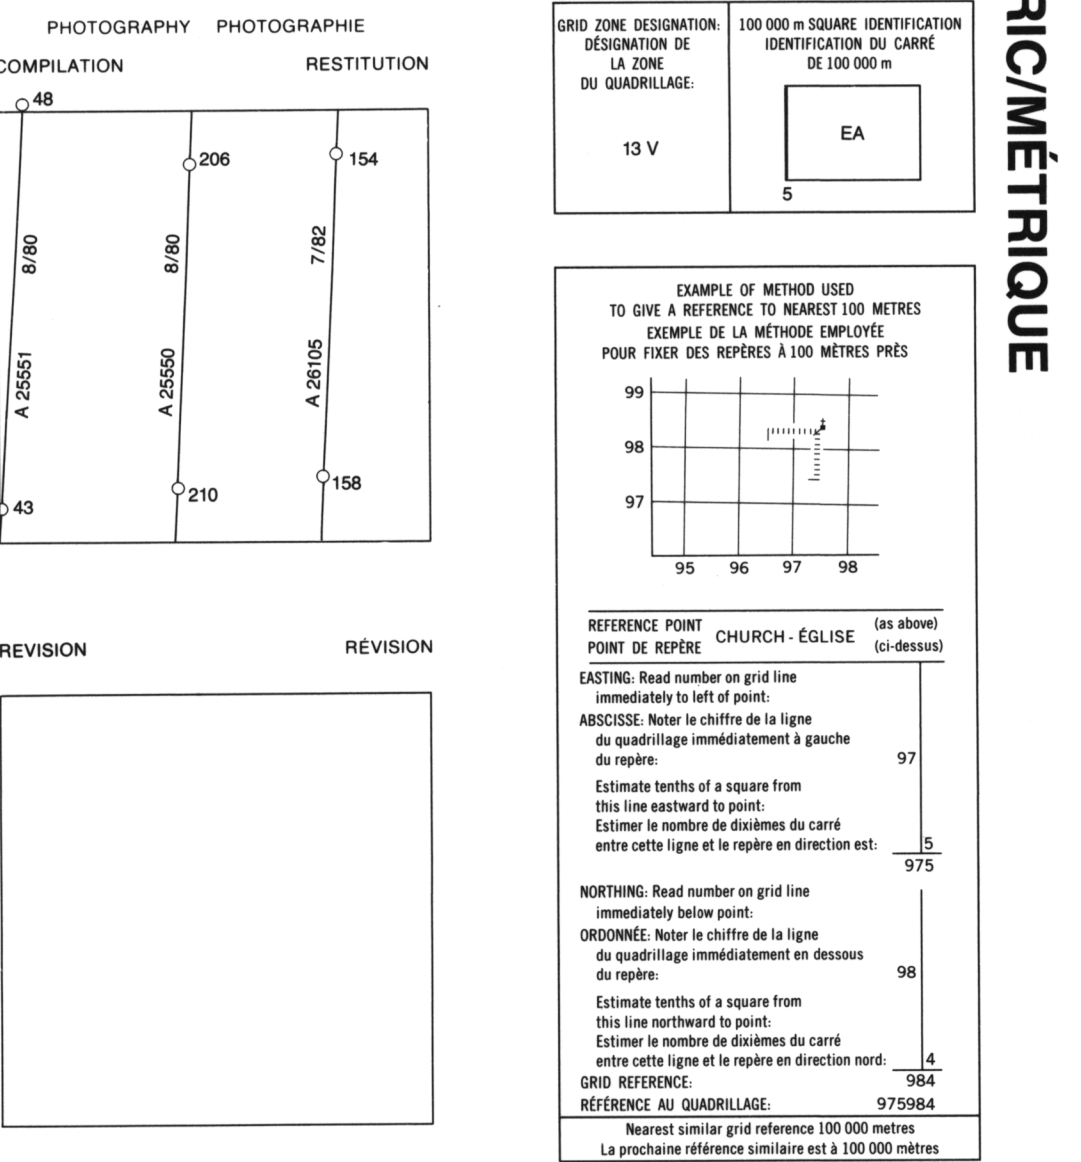 PHOTOGRAPHY PHOTOGRAPHIE
COMPILATION RESTITUTION
48
206
154
8/80
8/80
7/82
A 25551
A 25550
A 26105
43
210
158
REVISION RÉVISION
GRID ZONE DESIGNATION:
DÉSIGNATION DE
LA ZONE
DU QUADRILLAGE:
13 V
100 000 m SQUARE IDENTIFICATION
IDENTIFICATION DU CARRÉ
DE 100 000 m
EA
5
RIC/MÉTRIQUE
EXAMPLE OF METHOD USED
TO GIVE A REFERENCE TO NEAREST 100 METRES
EXEMPLE DE LA MÉTHODE EMPLOYÉE
POUR FIXER DES REPÈRES À 100 MÈTRES PRÈS
99
98
97
95 96 97 98
REFERENCE POINT
POINT DE REPÈRE
CHURCH - ÉGLISE
(as above)
(ci-dessus)
EASTING: Read number on grid line
immediately to left of point:
ABSCISSE: Noter le chiffre de la ligne
du quadrillage immédiatement à gauche
du repère: 97
Estimate tenths of a square from
this line eastward to point:
Estimer le nombre de dixièmes du carré
entre cette ligne et le repère en direction est: 5
975
NORTHING: Read number on grid line
immediately below point:
ORDONNÉE: Noter le chiffre de la ligne
du quadrillage immédiatement en dessous
du repère: 98
Estimate tenths of a square from
this line northward to point:
Estimer le nombre de dixièmes du carré
entre cette ligne et le repère en direction nord: 4
GRID REFERENCE: 984
RÉFÉRENCE AU QUADRILLAGE: 975984
Nearest similar grid reference 100 000 metres
La prochaine référence similaire est à 100 000 mètres